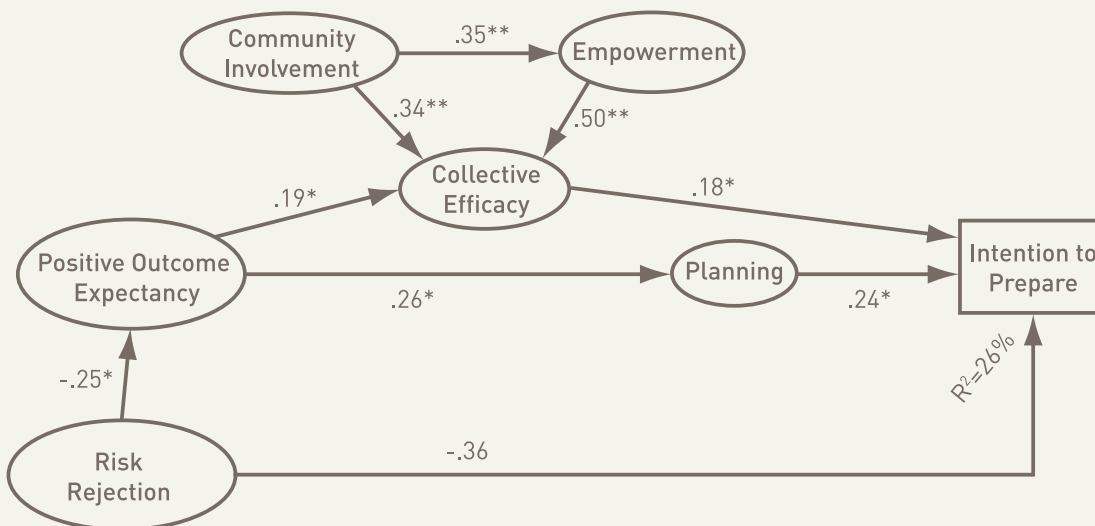 Community
Involvement
.35**
Empowerment
.34**
.50**
Collective
Efficacy
.19*
.18*
Positive Outcome
Expectancy
.26*
Planning
.24*
Intention to
Prepare
-.25*
R²=26%
Risk
Rejection
-.36